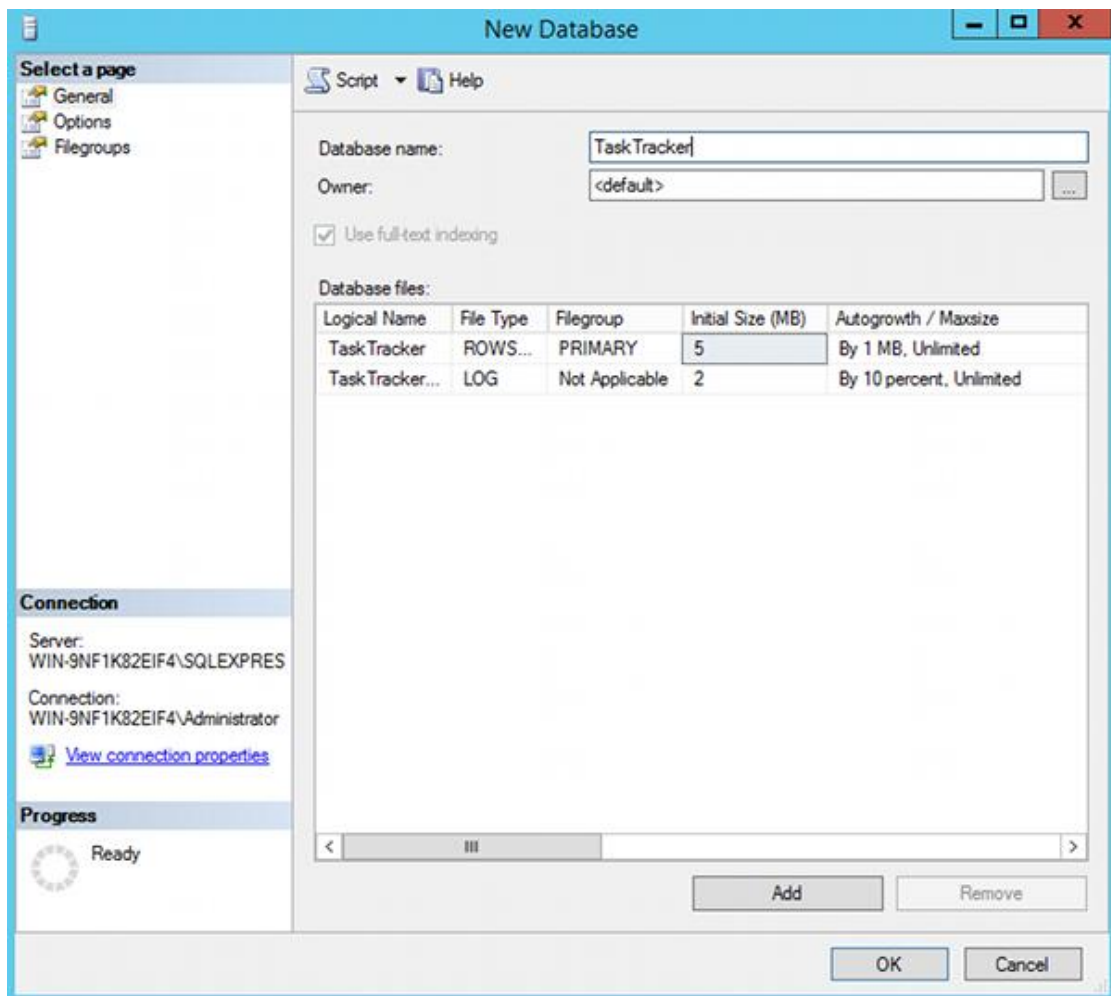 New Database
Select a page
General
Options
Filegroups
Script Help
Database name: TaskTracker
Owner: <default> ...
Use full-text indexing
Database files:
Logical Name File Type Filegroup Initial Size (MB) Autogrowth / Maxsize
TaskTracker ROWS... PRIMARY 5 By 1 MB, Unlimited
TaskTracker... LOG Not Applicable 2 By 10 percent, Unlimited
Connection
Server:
WIN-9NF1K82EIF4\SQLEXPRES
Connection:
WIN-9NF1K82EIF4\Administrator
View connection properties
Progress
Ready
Add Remove
OK Cancel